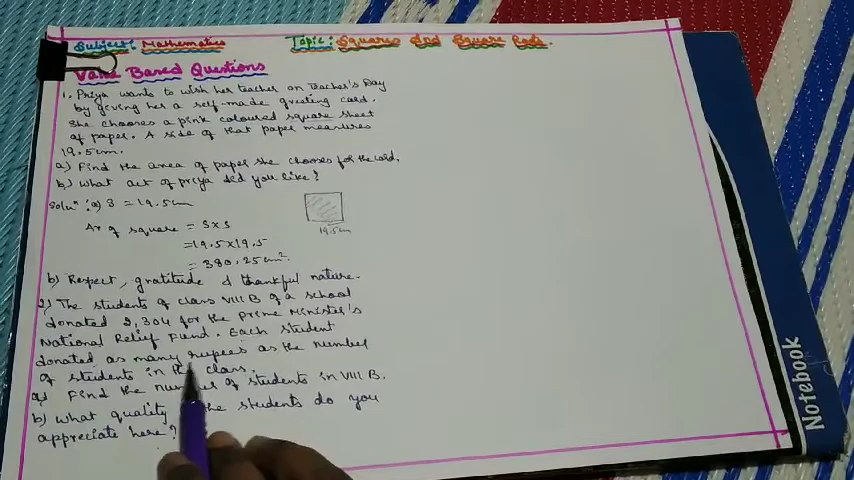 Subject: Mathematics
Topic: Squares and Square Roots.
Value Based Questions
1. Priya wants to wish her teacher on Teacher's Day
by giving her a self-made greeting card.
She chooses a pink coloured square sheet
of paper. A side of that paper measures
19.5cm.
a) Find the area of paper she chooses for the card.
b) What act of priya did you like?
Soluⁿ: a) S = 19.5cm
Ar of square = S×S
=19.5×19.5
= 380.25cm².
19.5cm
b) Respect, gratitude & thankful nature.
2) The students of class VIII B of a school
donated 2,304 for the Prime Minister's
National Relief Fund. Each student
donated as many rupees as the number
of students in the class.
a) Find the number of students in VIII B.
b) What quality the students do you
appreciate here?
Notebook